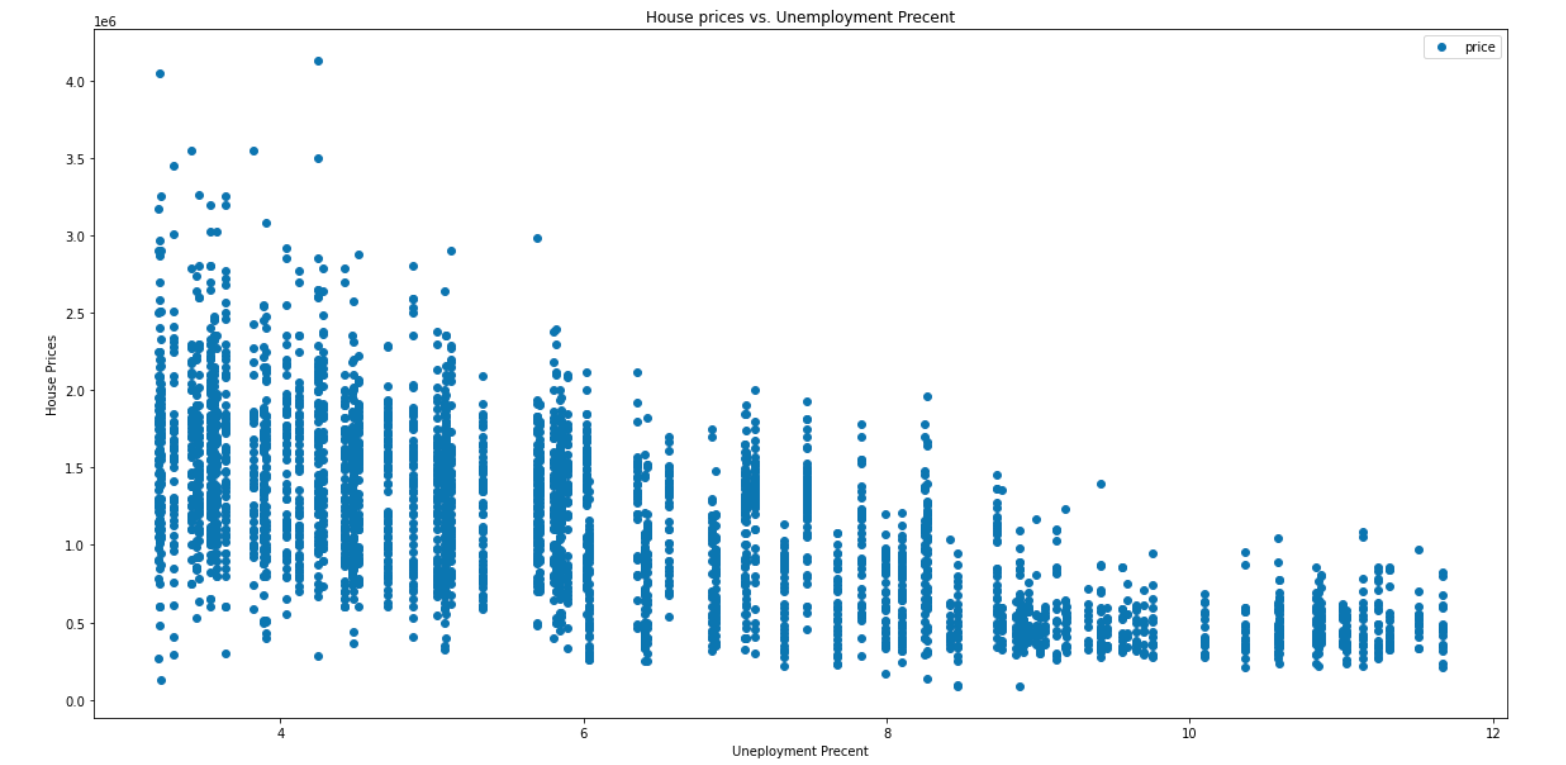 House prices vs. Unemployment Precent
1e6
price
4.0
3.5
3.0
2.5
2.0
1.5
1.0
0.5
0.0
House Prices
4 6 8 10 12
Uneployment Precent